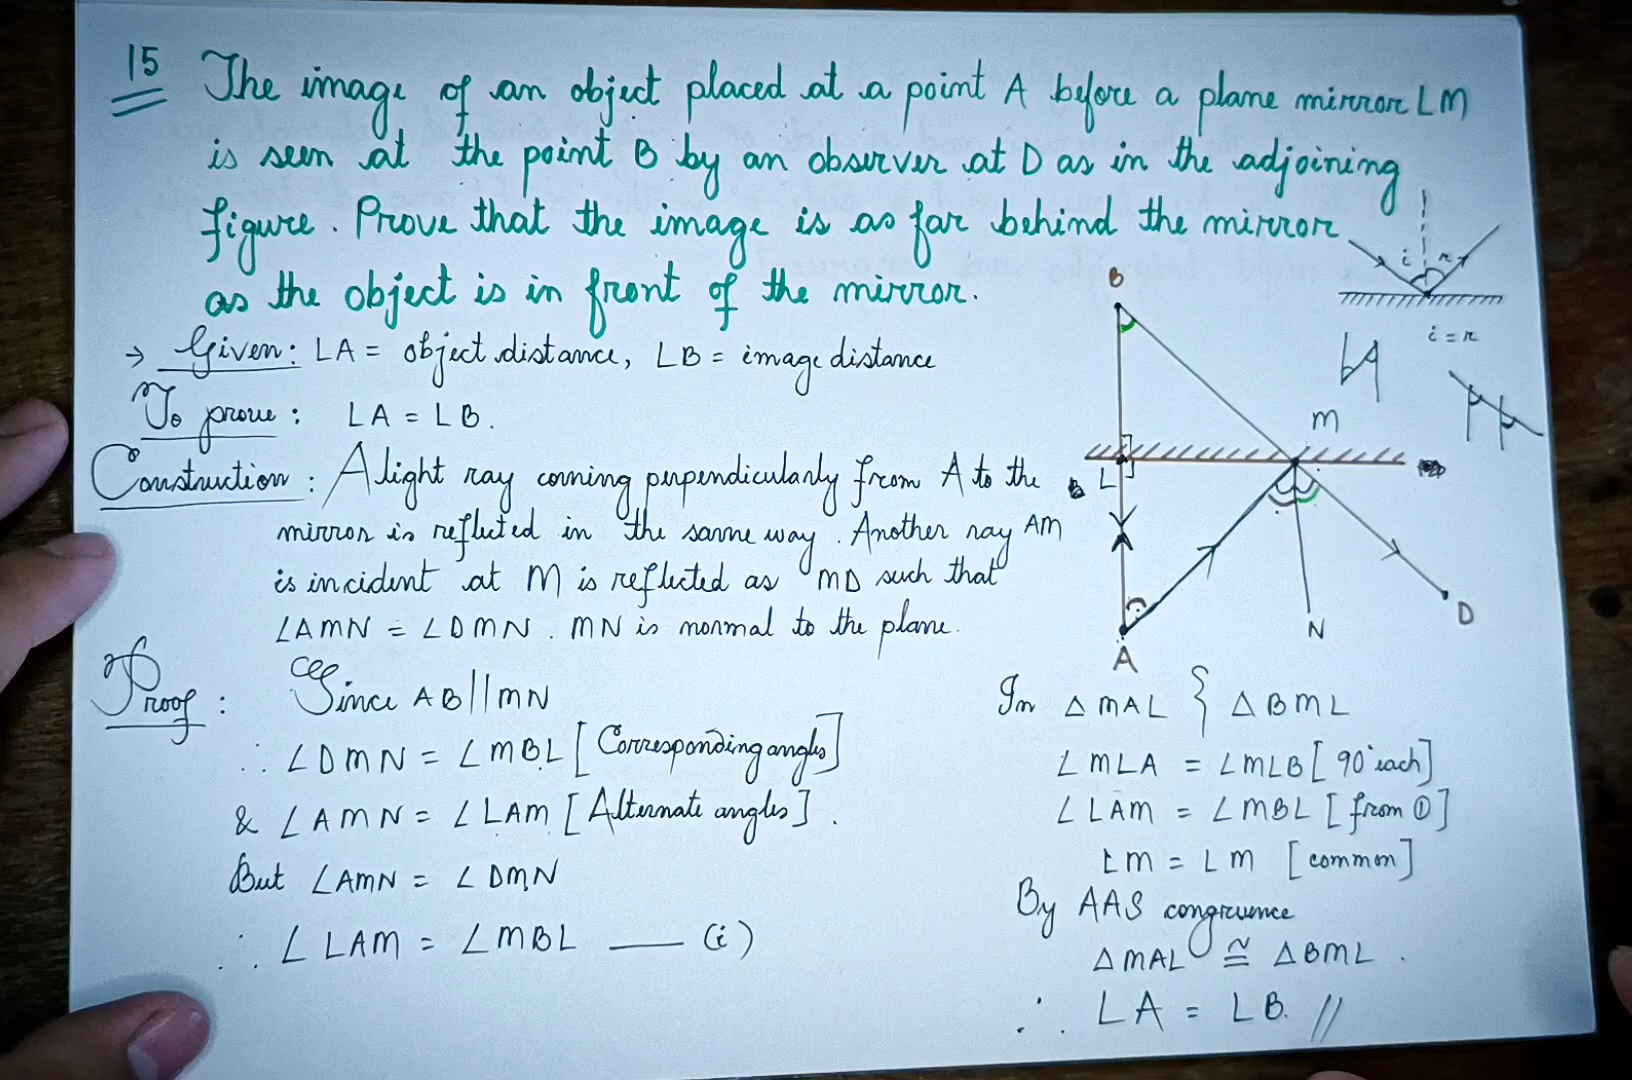 15 The image of an object placed at a point A before a plane mirror LM
is seen at the point B by an observer at D as in the adjoining
figure. Prove that the image is as far behind the mirror
as the object is in front of the mirror.
i r
i = r
→ Given: LA = object distance, LB = image distance
To prove: LA = LB.
Construction: A light ray coming perpendicularly from A to the
mirror is reflected in the same way. Another ray AM
is incident at M is reflected as MD such that
∠AMN = ∠DMN. MN is normal to the plane.
B
M
L
D
N
A
Proof: Since AB || MN
∴ ∠DMN = ∠MBL [Corresponding angles]
& ∠AMN = ∠LAM [Alternate angles].
But ∠AMN = ∠DMN
∴ ∠LAM = ∠MBL —— (i)
In △MAL & △BML
∠MLA = ∠MLB [90° each]
∠LAM = ∠MBL [from ①]
LM = LM [common]
By AAS congruence
△MAL ≅ △BML.
∴ LA = LB. //